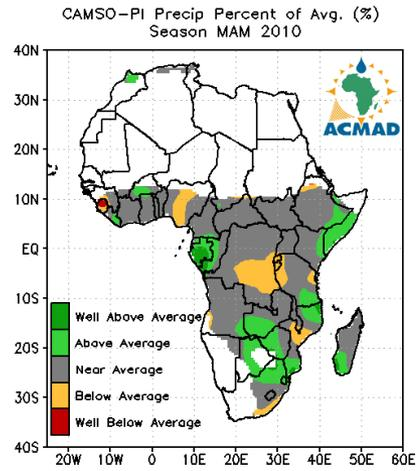 CAMSO-PI Precip Percent of Avg. (%)
Season MAM 2010
40N
30N
20N
10N
EQ
10S
20S
30S
40S
ACMAD
Well Above Average
Above Average
Near Average
Below Average
Well Below Average
20W 10W 0 10E 20E 30E 40E 50E 60E